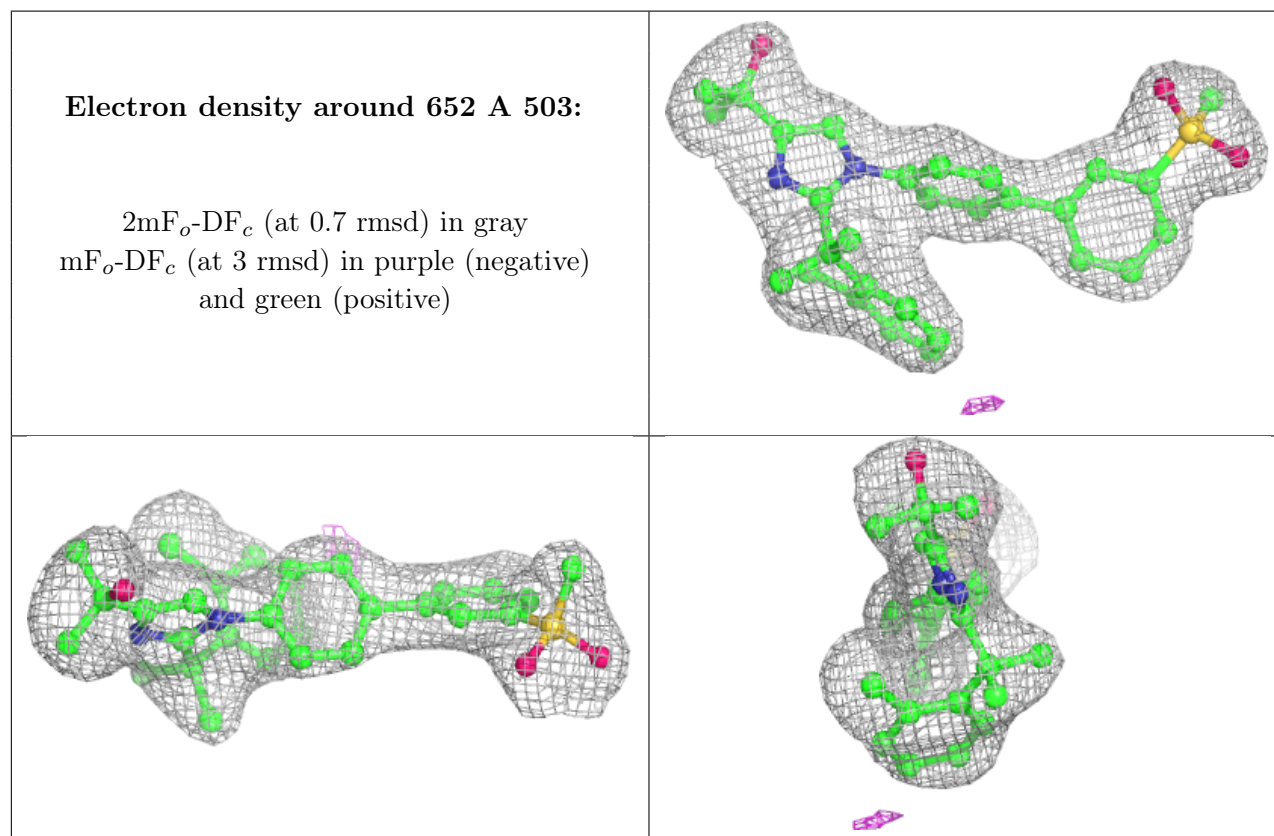 Electron density around 652 A 503:
2mFo-DFc (at 0.7 rmsd) in gray
mFo-DFc (at 3 rmsd) in purple (negative)
and green (positive)